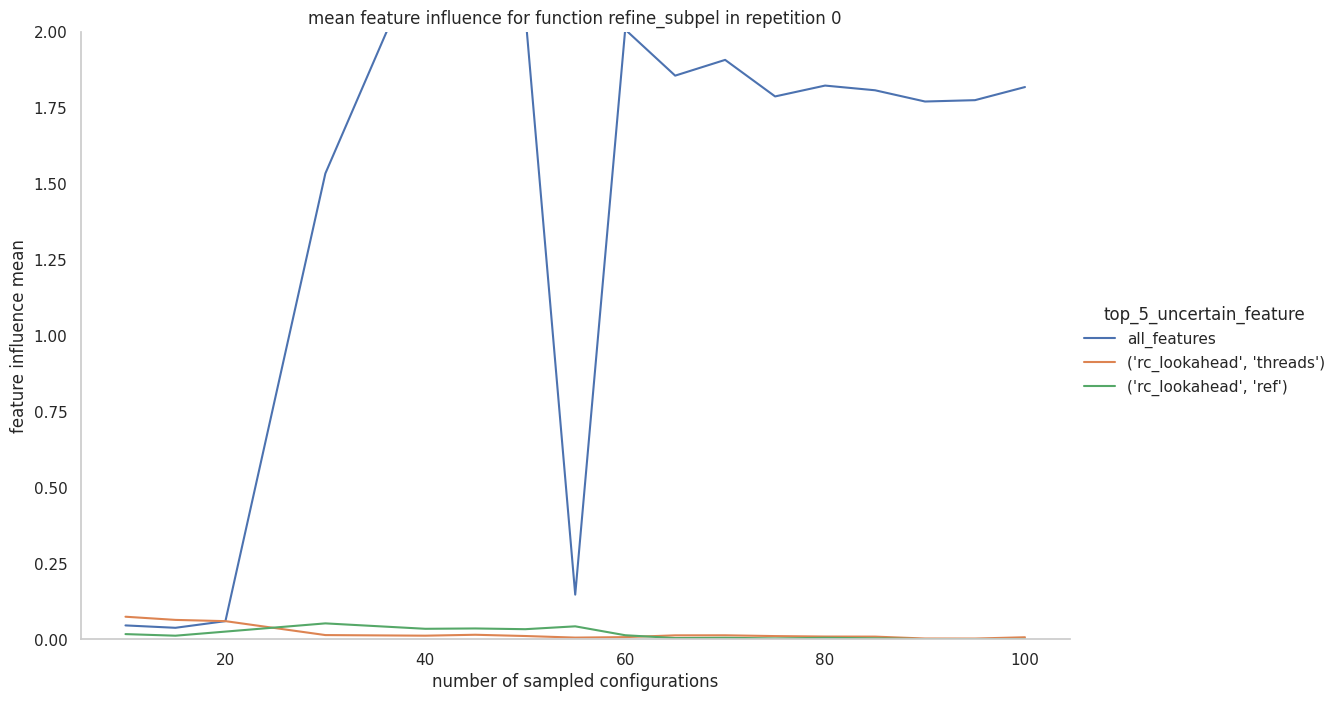 mean feature influence for function refine_subpel in repetition 0
2.00
1.75
1.50
1.25
1.00
0.75
0.50
0.25
0.00
feature influence mean
20
40
60
80
100
number of sampled configurations
top_5_uncertain_feature
all_features
('rc_lookahead', 'threads')
('rc_lookahead', 'ref')